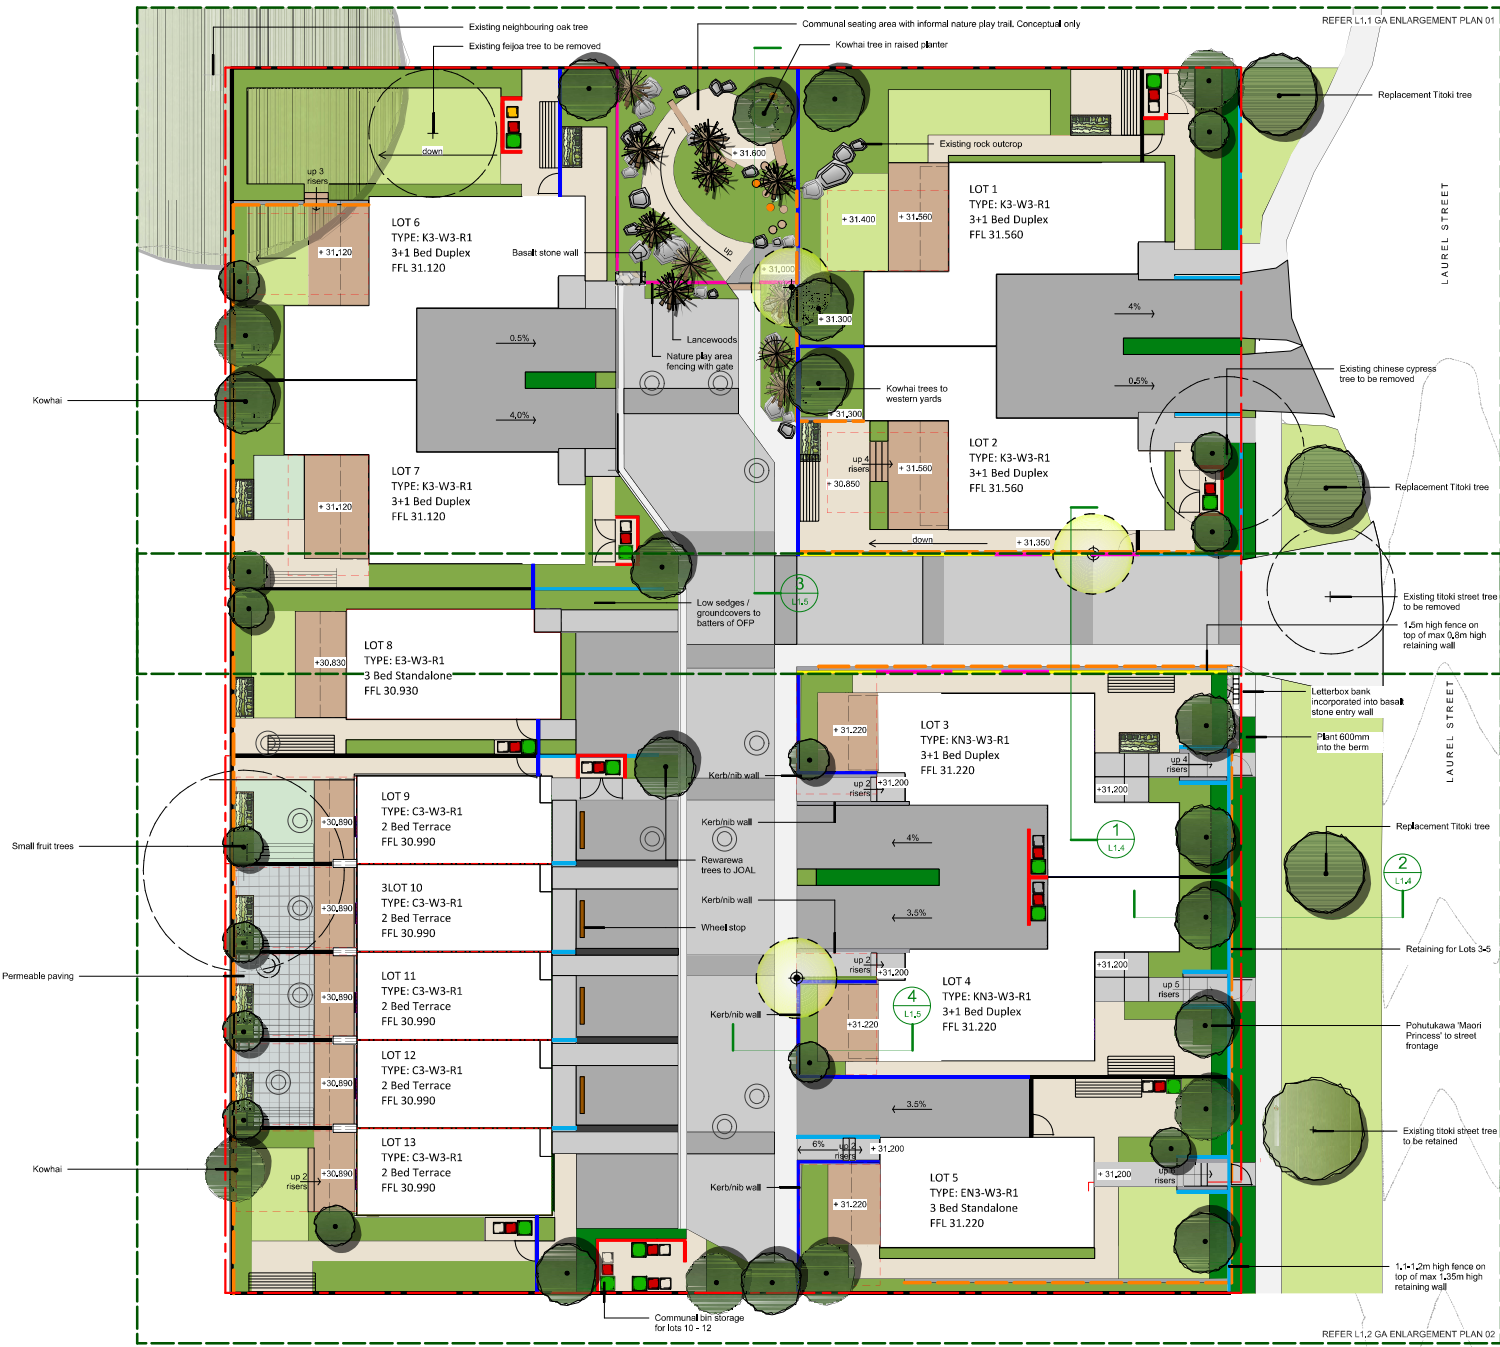 Existing neighbouring oak tree
Existing feijoa tree to be removed
Communal seating area with informal nature play trail. Conceptual only
Kowhai tree in raised planter
REFER L1.1 GA ENLARGEMENT PLAN 01
Replacement Titoki tree
Existing rock outcrop
down
up 3
risers
+ 31.600
LOT 6
TYPE: K3-W3-R1
3+1 Bed Duplex
FFL 31.120
+ 31.120
Basalt stone wall
up
+ 31.000
+ 31.400
+ 31.560
LOT 1
TYPE: K3-W3-R1
3+1 Bed Duplex
FFL 31.560
LAUREL STREET
+ 31.300
4%
0.5%
Lancewoods
Nature play area
fencing with gate
Kowhai
4.0%
Kowhai trees to
western yards
+ 31.300
0.5%
Existing chinese cypress
tree to be removed
LOT 7
TYPE: K3-W3-R1
3+1 Bed Duplex
FFL 31.120
+ 31.120
up 4
risers
+ 31.560
+ 30.850
LOT 2
TYPE: K3-W3-R1
3+1 Bed Duplex
FFL 31.560
Replacement Titoki tree
down
+ 31.350
3
L1.5
Low sedges /
groundcovers to
batters of OFP
Existing titoki street tree
to be removed
1.5m high fence on
top of max 0.8m high
retaining wall
LOT 8
TYPE: E3-W3-R1
3 Bed Standalone
FFL 30.930
+30.830
Letterbox bank
incorporated into basalt
stone entry wall
Plant 600mm
into the berm
LAUREL STREET
LOT 3
TYPE: KN3-W3-R1
3+1 Bed Duplex
FFL 31.220
+ 31.220
Kerb/nib wall
up 2
risers
+31.200
up 4
risers
+31.200
LOT 9
TYPE: C3-W3-R1
2 Bed Terrace
FFL 30.990
+30.890
Small fruit trees
Kerb/nib wall
4%
1
L1.4
Replacement Titoki tree
Rewarewa
trees to JOAL
2
L1.4
3LOT 10
TYPE: C3-W3-R1
2 Bed Terrace
FFL 30.990
+30.890
Kerb/nib wall
3.5%
Wheel stop
Retaining for Lots 3-5
Permeable paving
LOT 11
TYPE: C3-W3-R1
2 Bed Terrace
FFL 30.990
+30.890
up 2
risers
+31.200
+31.200
up 5
risers
LOT 4
TYPE: KN3-W3-R1
3+1 Bed Duplex
FFL 31.220
4
L1.5
Kerb/nib wall
+31.220
Pohutukawa 'Maori
Princess' to street
frontage
LOT 12
TYPE: C3-W3-R1
2 Bed Terrace
FFL 30.990
+30.890
3.5%
LOT 13
TYPE: C3-W3-R1
2 Bed Terrace
FFL 30.990
+30.890
Kowhai
up 2
risers
6%
up 2
risers
+ 31.200
Existing titoki street tree
to be retained
Kerb/nib wall
+ 31.220
LOT 5
TYPE: EN3-W3-R1
3 Bed Standalone
FFL 31.220
+ 31.200
risers
1.1-1.2m high fence on
top of max 1.35m high
retaining wall
Communal bin storage
for lots 10 - 12
REFER L1.2 GA ENLARGEMENT PLAN 02